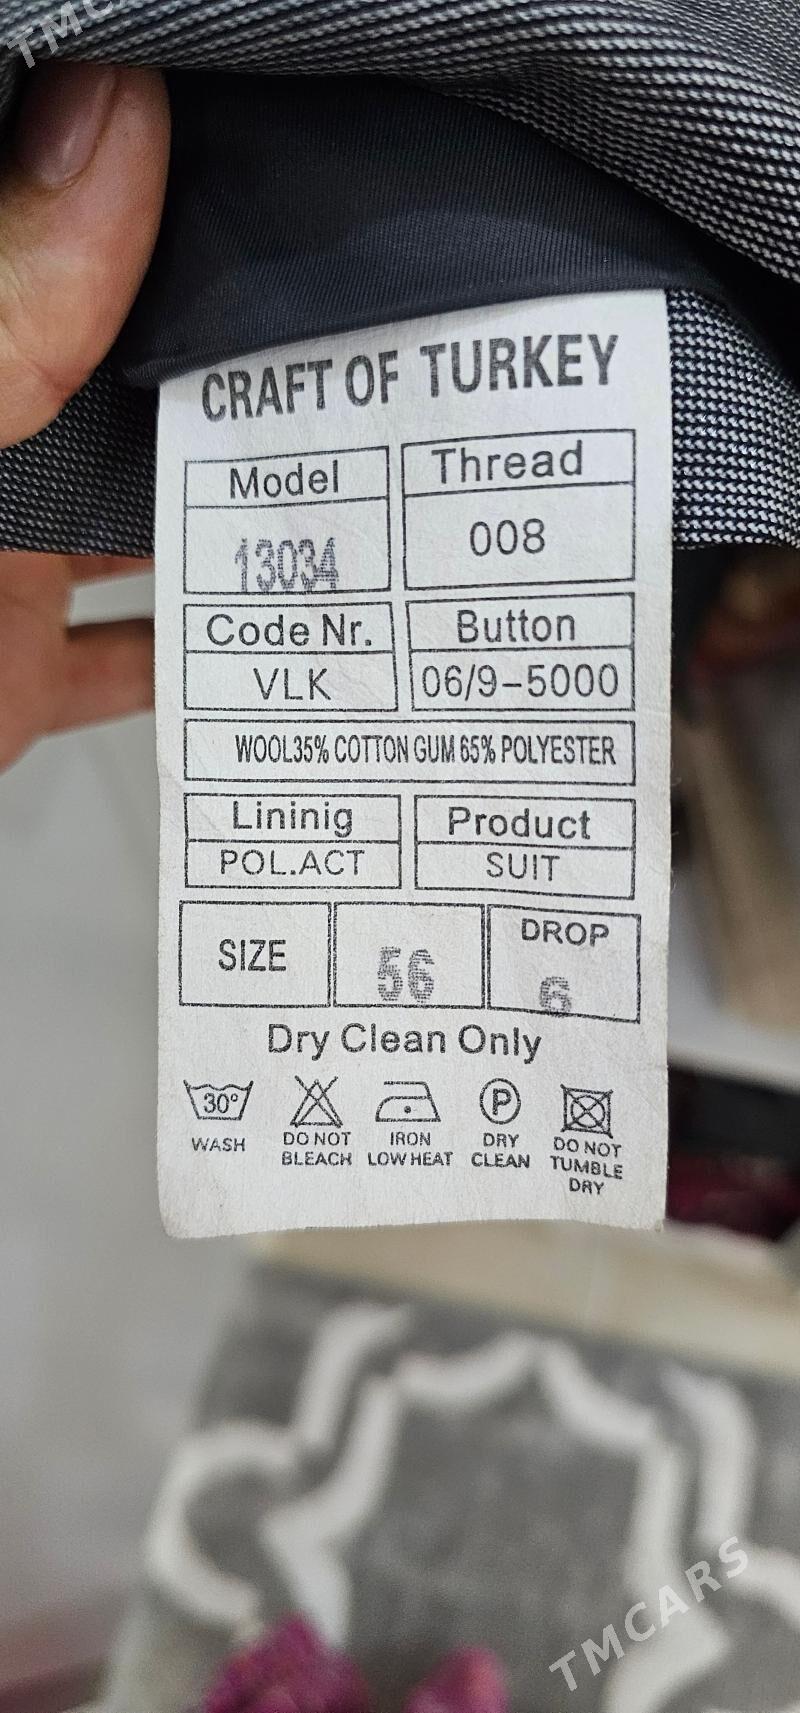 TMCARS
CRAFT OF TURKEY
Model
Thread
13034
008
Code Nr.
Button
VLK
06/9-5000
WOOL35% COTTON GUM 65% POLYESTER
Lininig
Product
POL.ACT
SUIT
SIZE
56
DROP
6
Dry Clean Only
30°
P
WASH
DO NOT
BLEACH
IRON
LOW HEAT
DRY
CLEAN
DO NOT
TUMBLE
DRY
TMCARS